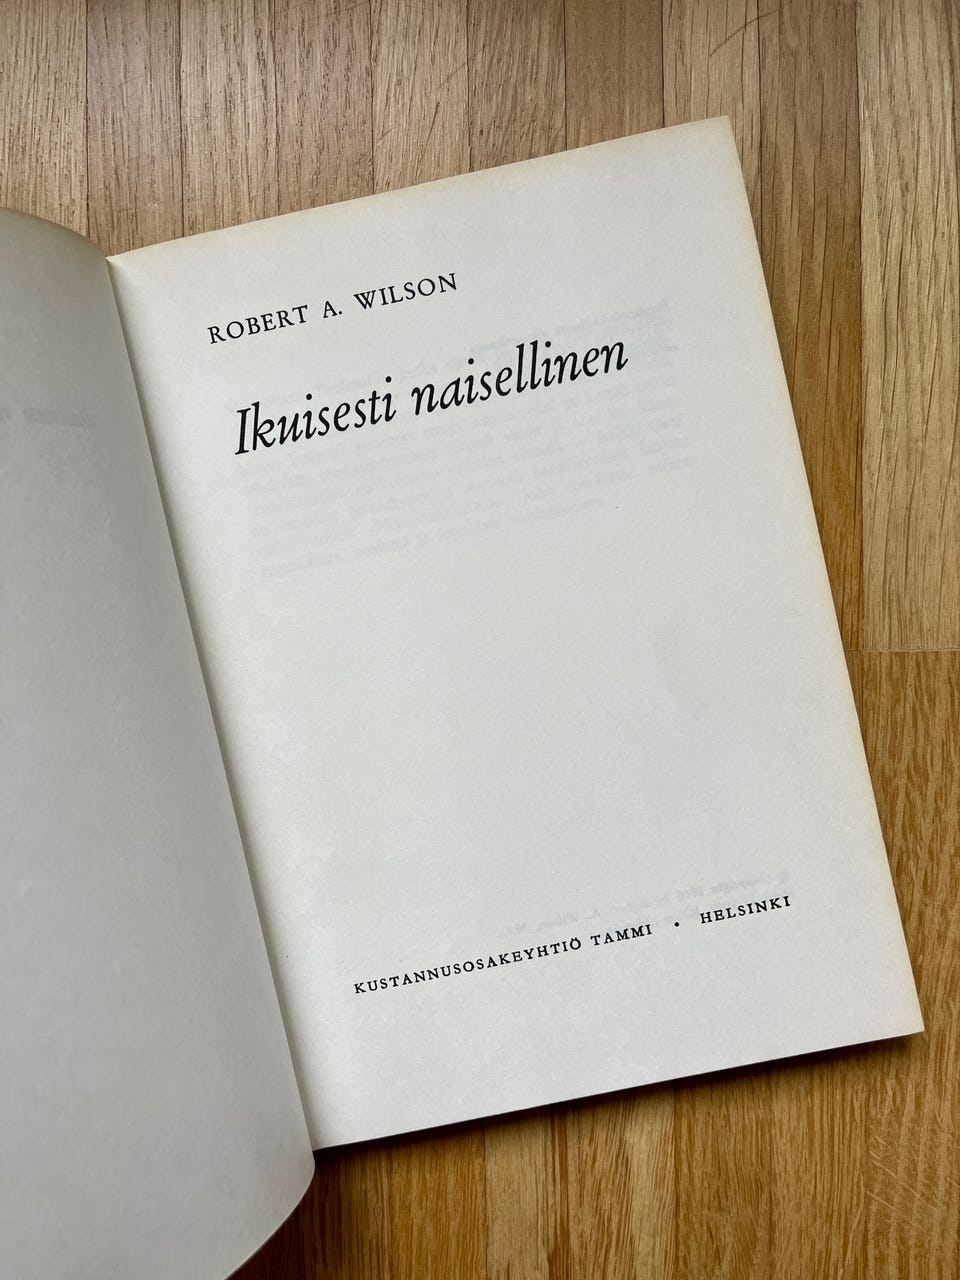 ROBERT A. WILSON
Ikuisesti naisellinen
KUSTANNUSOSAKEYHTIÖ TAMMI • HELSINKI